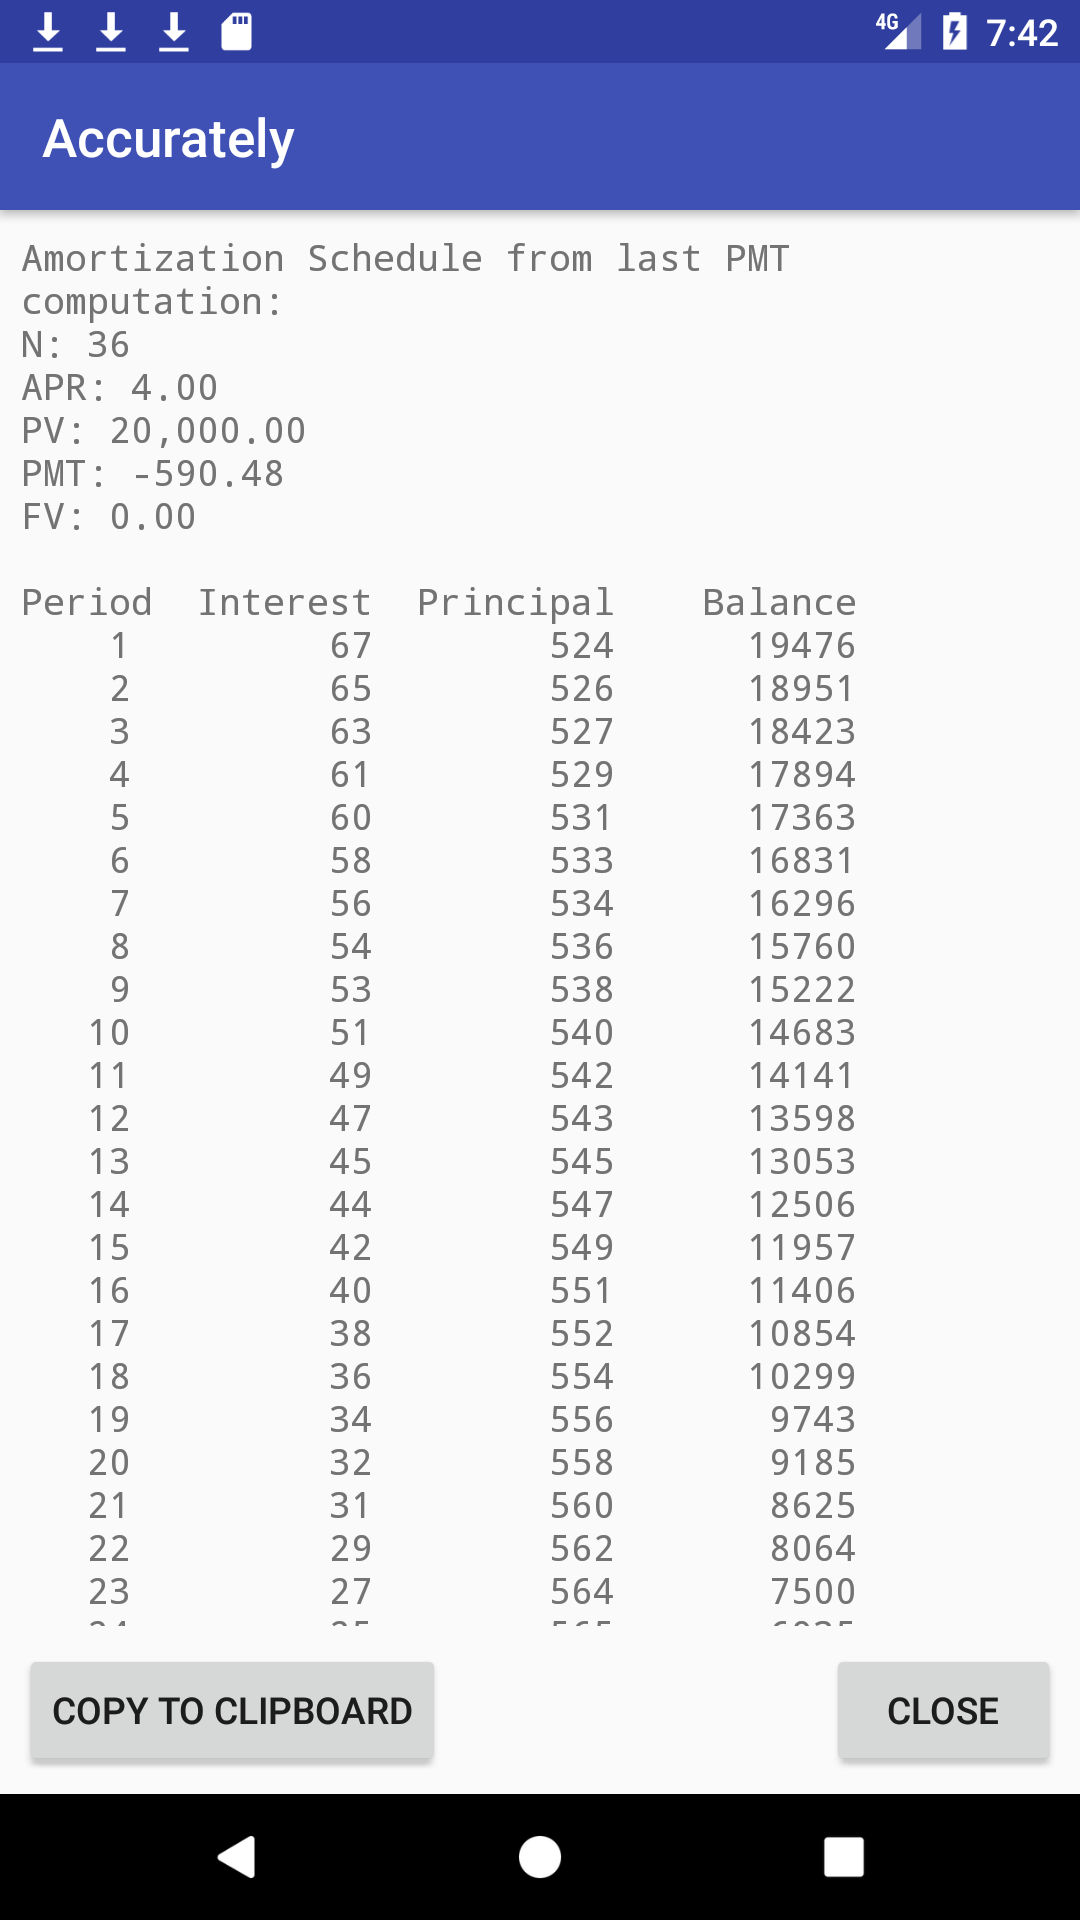 4G 7:42
Accurately
Amortization Schedule from last PMT
computation:
N: 36
APR: 4.00
PV: 20,000.00
PMT: -590.48
FV: 0.00
Period Interest Principal Balance
1 67 524 19476
2 65 526 18951
3 63 527 18423
4 61 529 17894
5 60 531 17363
6 58 533 16831
7 56 534 16296
8 54 536 15760
9 53 538 15222
10 51 540 14683
11 49 542 14141
12 47 543 13598
13 45 545 13053
14 44 547 12506
15 42 549 11957
16 40 551 11406
17 38 552 10854
18 36 554 10299
19 34 556 9743
20 32 558 9185
21 31 560 8625
22 29 562 8064
23 27 564 7500
COPY TO CLIPBOARD CLOSE